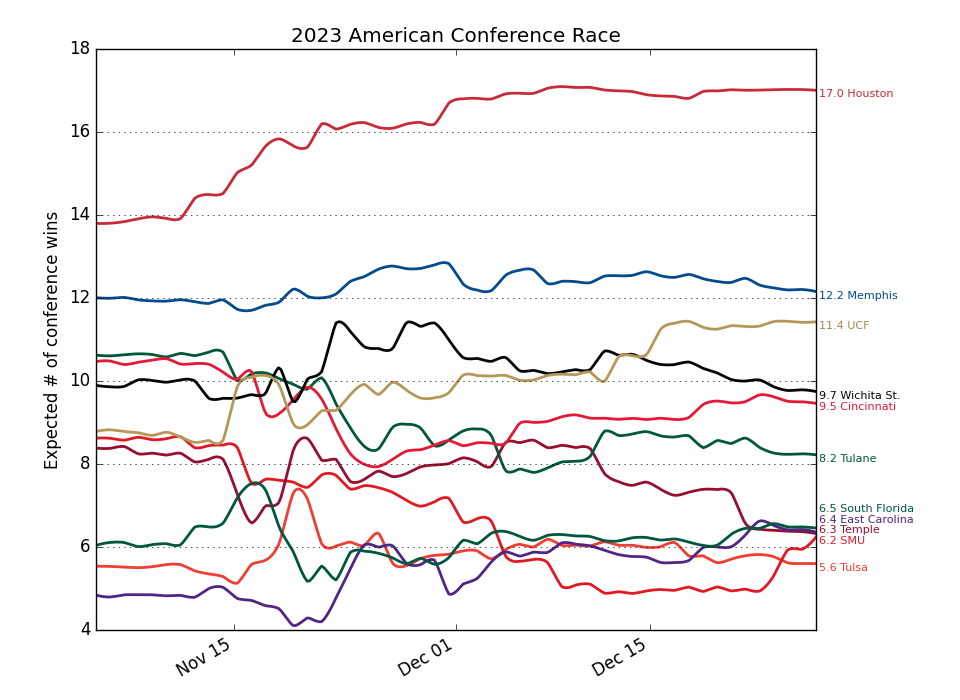 2023 American Conference Race
Expected # of conference wins
18
16
14
12
10
8
6
4
Nov 15
Dec 01
Dec 15
17.0 Houston
12.2 Memphis
11.4 UCF
9.7 Wichita St.
9.5 Cincinnati
8.2 Tulane
6.5 South Florida
6.4 East Carolina
6.3 Temple
6.2 SMU
5.6 Tulsa